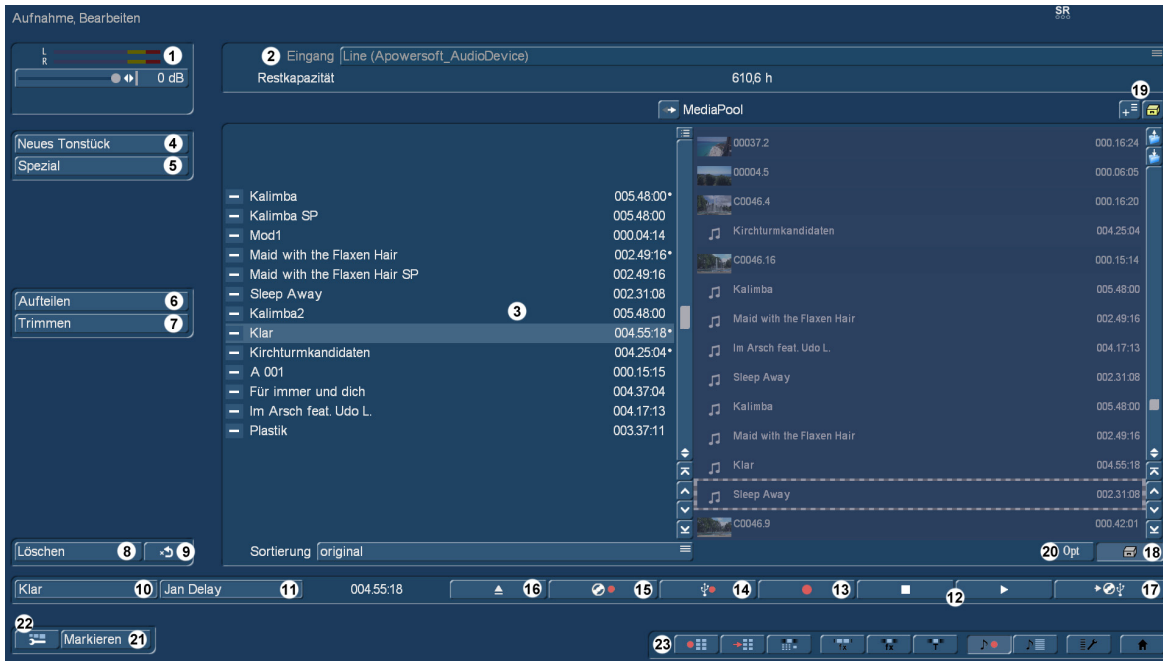 Aufnahme, Bearbeiten
SR
L
R
1
0 dB
2 Eingang Line (Apowersoft_AudioDevice)
Restkapazität 610,6 h
19
MediaPool
Neues Tonstück 4
Spezial 5
Aufteilen 6
Trimmen 7
Kalimba 005.48:00•
Kalimba SP 005.48:00
Mod1 000.04:14
Maid with the Flaxen Hair 002.49:16•
Maid with the Flaxen Hair SP 002.49:16
Sleep Away 002.31:08
Kalimba2 005.48:00
3
Klar 004.55:18•
Kirchturmkandidaten 004.25:04•
A 001 000.15:15
Für immer und dich 004.37:04
Im Arsch feat. Udo L. 004.17:13
Plastik 003.37:11
00037.2 000.16:24
00004.5 000.06:05
C0046.4 000.16:20
Kirchturmkandidaten 004.25:04
C0046.16 000.15:14
Kalimba 005.48:00
Maid with the Flaxen Hair 002.49:16
Im Arsch feat. Udo L. 004.17:13
Sleep Away 002.31:08
Kalimba 005.48:00
Maid with the Flaxen Hair 002.49:16
Klar 004.55:18
Sleep Away 002.31:08
C0046.9 000.42:01
Löschen 8 9
Sortierung original
20 Opt 18
Klar 10 Jan Delay 11 004.55:18 16 15 14 13 12 17
22
Markieren 21
23
fx fx T